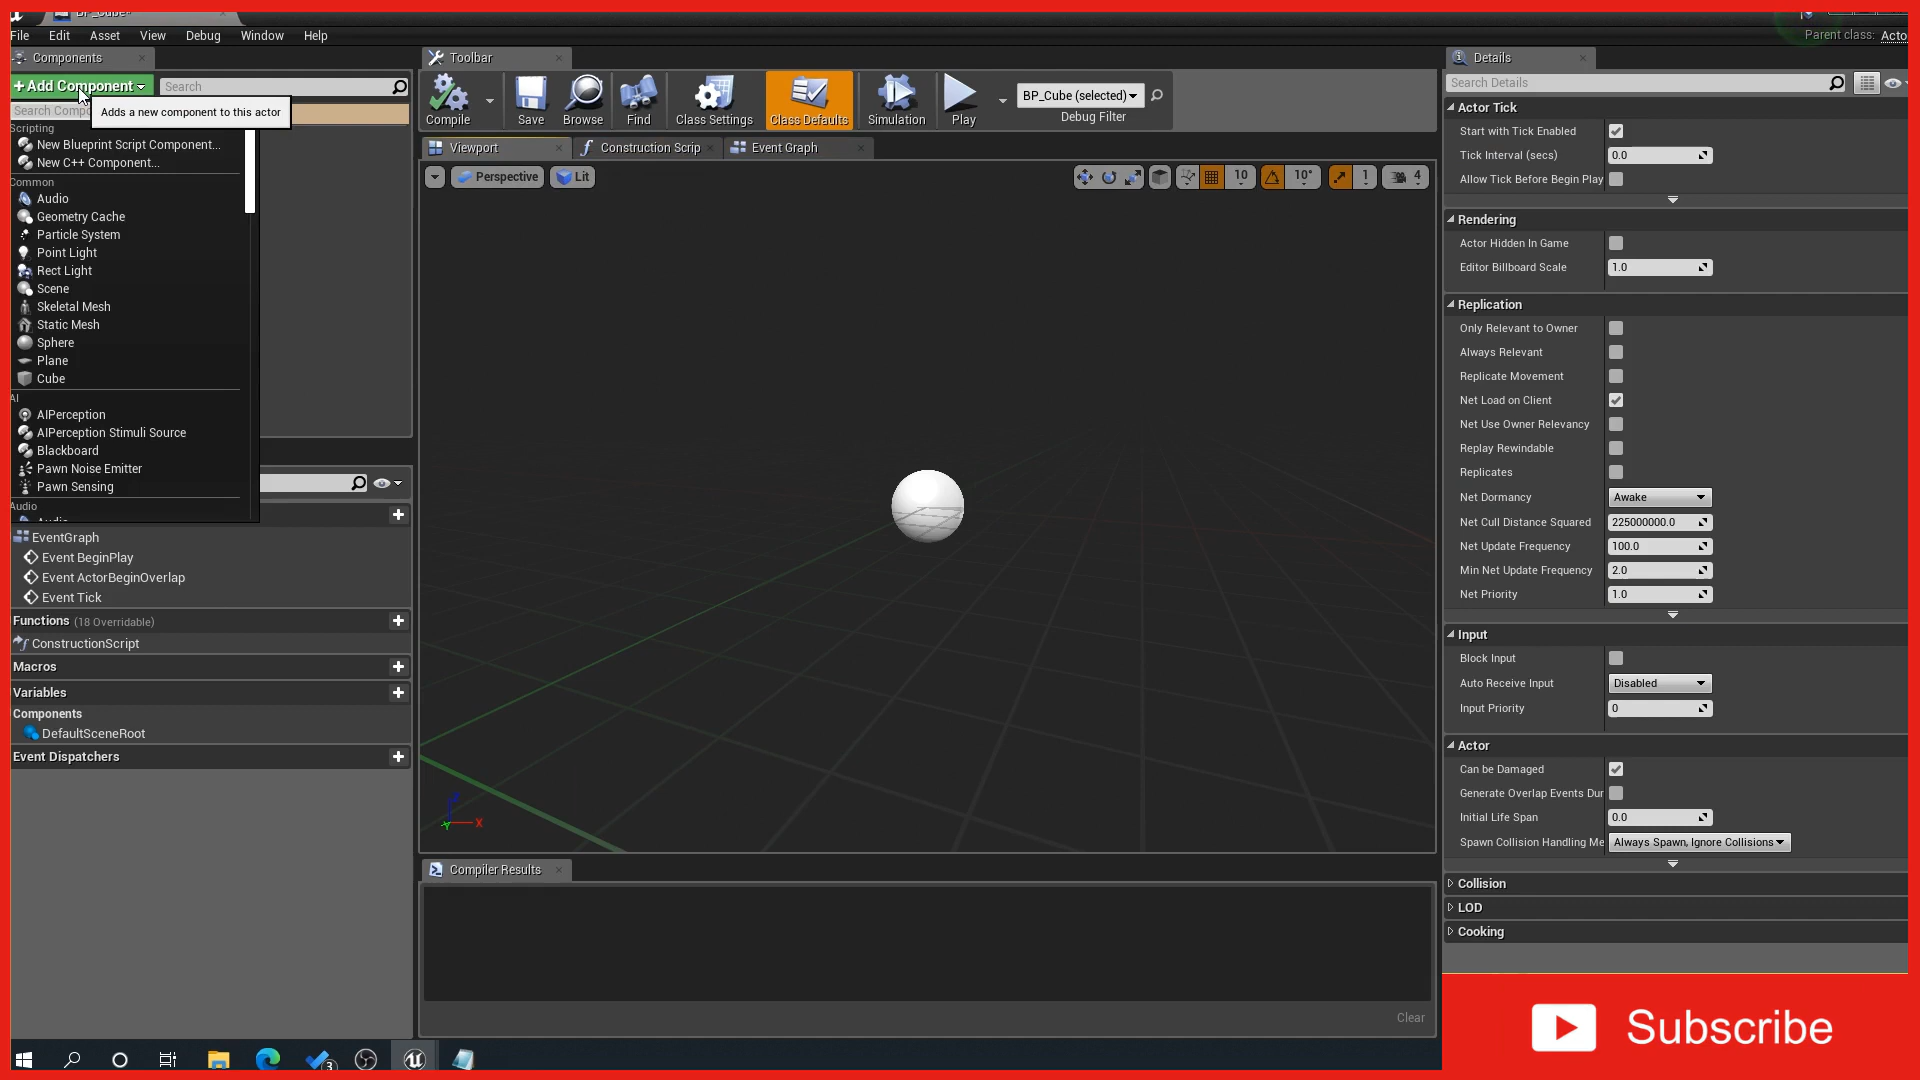 BP_Cube*
File Edit Asset View Debug Window Help
Parent class: Acto
Components
+ Add Component
Search
Search Compo
Adds a new component to this actor
Scripting
New Blueprint Script Component...
New C++ Component...
Common
Audio
Geometry Cache
Particle System
Point Light
Rect Light
Scene
Skeletal Mesh
Static Mesh
Sphere
Plane
Cube
AI
AIPerception
AIPerception Stimuli Source
Blackboard
Pawn Noise Emitter
Pawn Sensing
Audio
Audio
EventGraph
Event BeginPlay
Event ActorBeginOverlap
Event Tick
Functions (18 Overridable)
ConstructionScript
Macros
Variables
Components
DefaultSceneRoot
Event Dispatchers
Toolbar
Compile
Save
Browse
Find
Class Settings
Class Defaults
Simulation
Play
BP_Cube (selected)
Debug Filter
Viewport
Construction Scrip
Event Graph
Perspective
Lit
10
10°
1
4
Z
Y
X
Compiler Results
Clear
Details
Search Details
Actor Tick
Start with Tick Enabled
Tick Interval (secs) 0.0
Allow Tick Before Begin Play
Rendering
Actor Hidden In Game
Editor Billboard Scale 1.0
Replication
Only Relevant to Owner
Always Relevant
Replicate Movement
Net Load on Client
Net Use Owner Relevancy
Replay Rewindable
Replicates
Net Dormancy Awake
Net Cull Distance Squared 225000000.0
Net Update Frequency 100.0
Min Net Update Frequency 2.0
Net Priority 1.0
Input
Block Input
Auto Receive Input Disabled
Input Priority 0
Actor
Can be Damaged
Generate Overlap Events Dur
Initial Life Span 0.0
Spawn Collision Handling Me Always Spawn, Ignore Collisions
Collision
LOD
Cooking
3
Subscribe